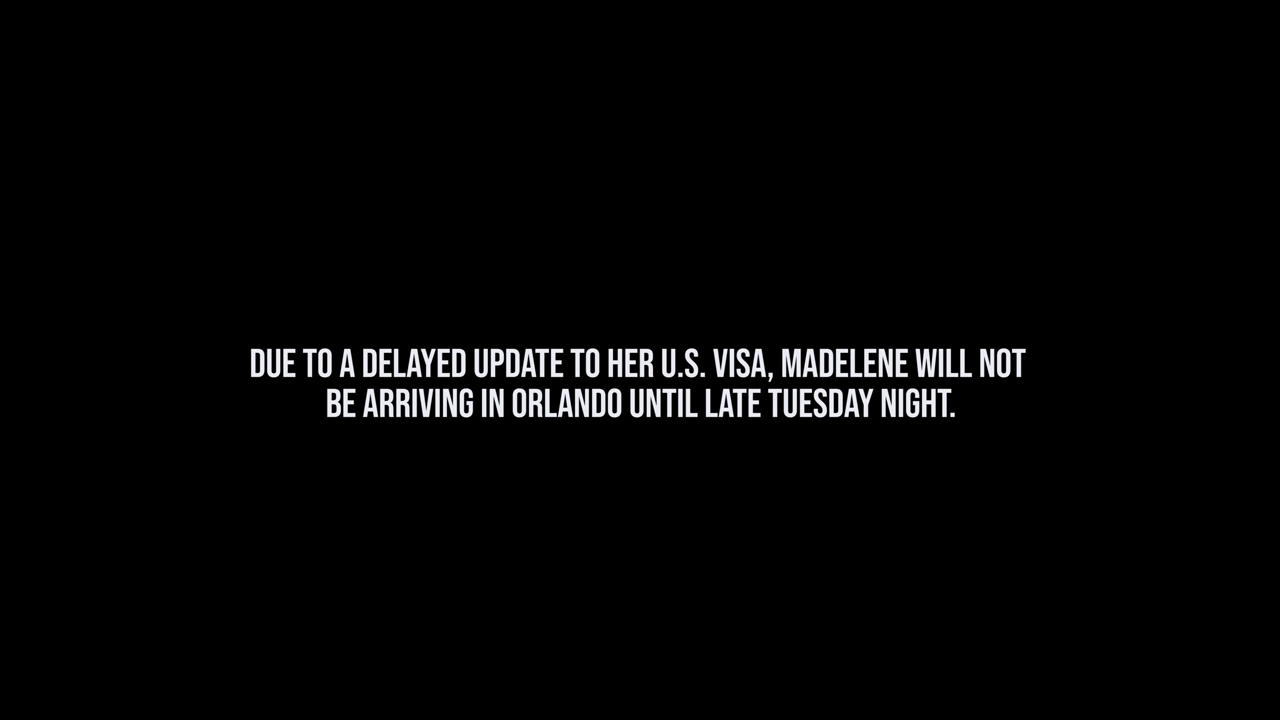 DUE TO A DELAYED UPDATE TO HER U.S. VISA, MADELENE WILL NOT
BE ARRIVING IN ORLANDO UNTIL LATE TUESDAY NIGHT.